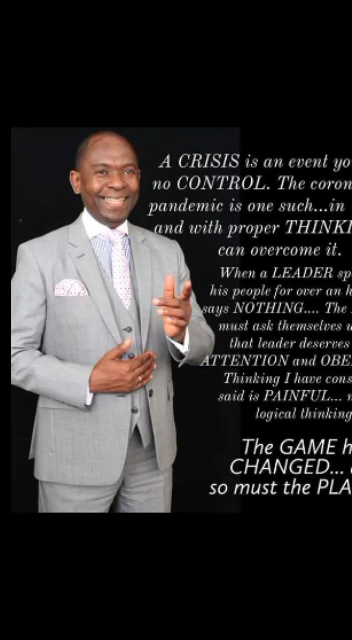 A CRISIS is an event yo
no CONTROL. The coron
pandemic is one such...in
and with proper THINKI
can overcome it.
When a LEADER sp
his people for over an h
says NOTHING.... The
must ask themselves
that leader deserves
ATTENTION and OBE
Thinking I have cons
said is PAINFUL...
logical thinking
The GAME h
CHANGED...
so must the PLA